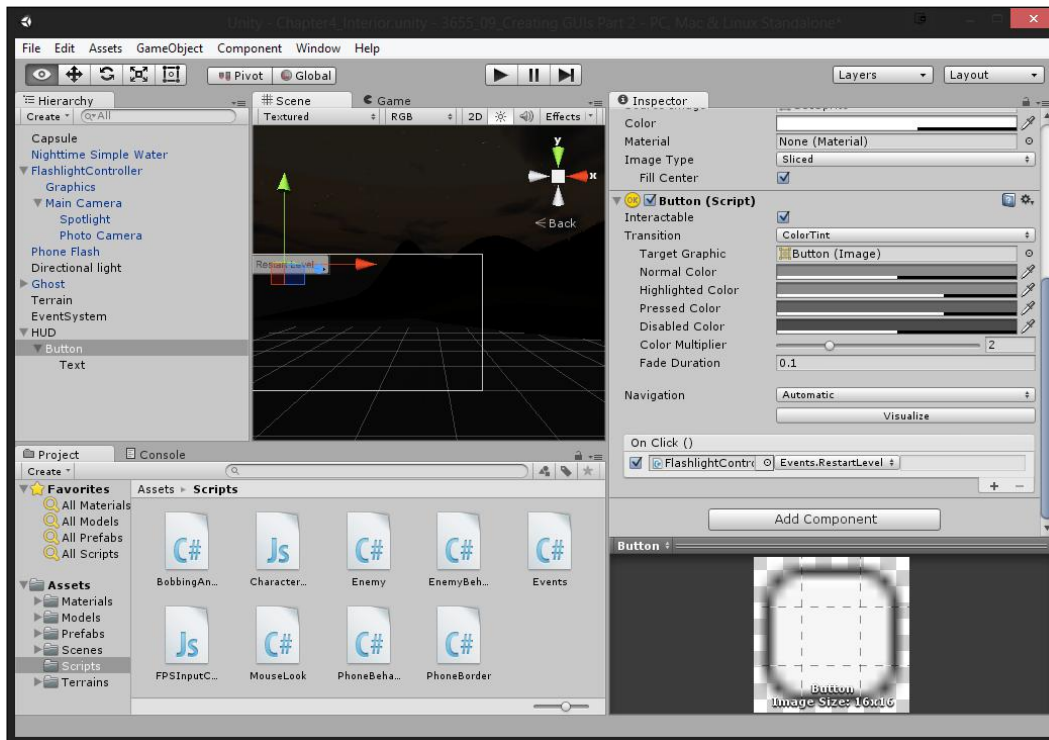 Unity - Chapter4_Interior.unity - 3655_09_Creating GUIs Part 2 - PC, Mac & Linux Standalone*
File Edit Assets GameObject Component Window Help
Pivot Global Layers Layout
Hierarchy
Create All
Capsule
Nighttime Simple Water
FlashlightController
Graphics
Main Camera
Spotlight
Photo Camera
Phone Flash
Directional light
Ghost
Terrain
EventSystem
HUD
Button
Text
Scene Game
Textured RGB 2D Effects
y
x
Back
Restart Level
Inspector
Color
Material None (Material)
Image Type Sliced
Fill Center
Button (Script)
Interactable
Transition ColorTint
Target Graphic Button (Image)
Normal Color
Highlighted Color
Pressed Color
Disabled Color
Color Multiplier 2
Fade Duration 0.1
Navigation Automatic
Visualize
On Click ()
FlashlightContro Events.RestartLevel
+ -
Add Component
Button
Button
Image Size: 16x16
Project Console
Create
Favorites
All Materials
All Models
All Prefabs
All Scripts
Assets
Materials
Models
Prefabs
Scenes
Scripts
Terrains
Assets Scripts
C# Js C# C# C#
BobbingAn... Character... Enemy EnemyBeh... Events
Js C# C# C#
FPSInputC... MouseLook PhoneBeha... PhoneBorder